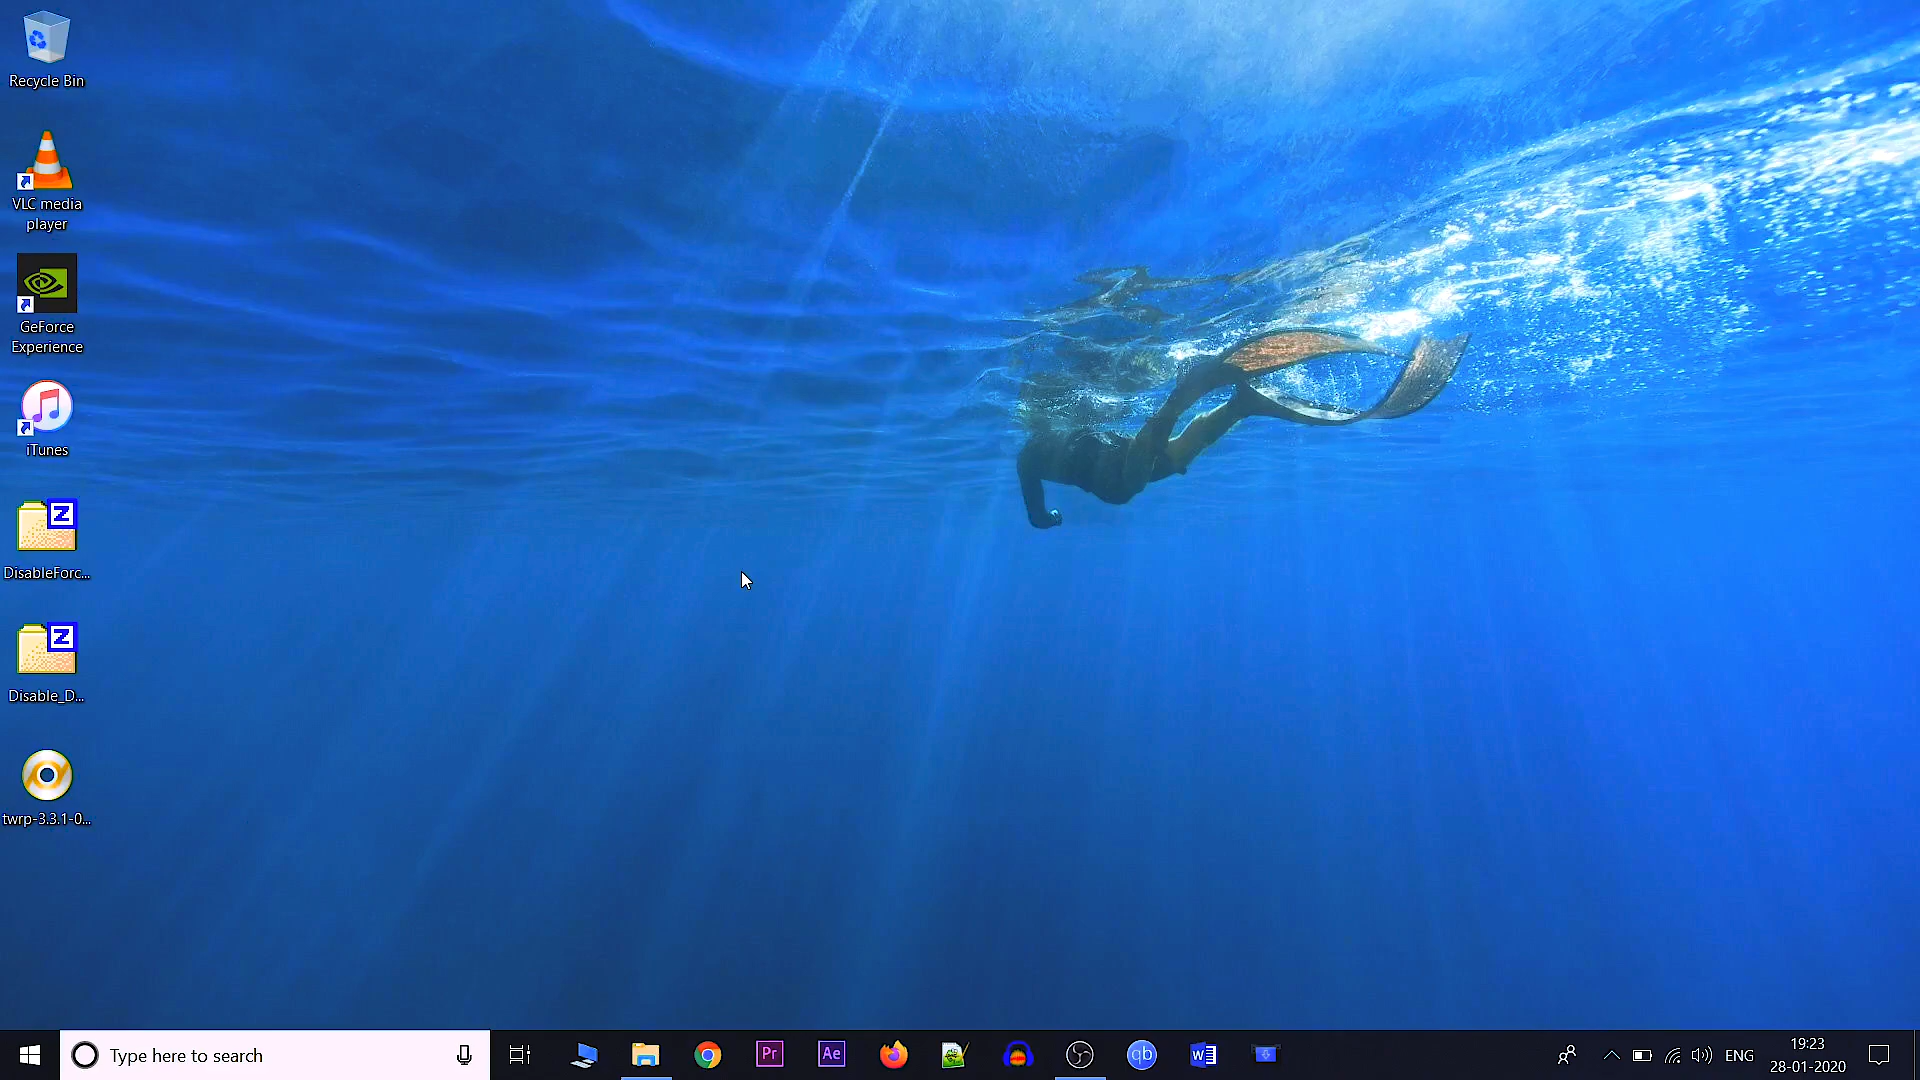 Recycle Bin
VLC media
player
GeForce
Experience
iTunes
Z
DisableForc...
Z
Disable_D...
twrp-3.3.1-0...
Type here to search
Pr
Ae
qb
W
ENG
19:23
28-01-2020